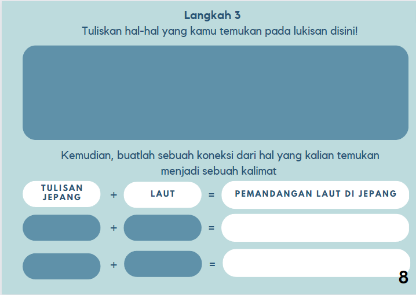 Langkah 3
Tuliskan hal-hal yang kamu temukan pada lukisan disini!
Kemudian, buatlah sebuah koneksi dari hal yang kalian temukan
menjadi sebuah kalimat
TULISAN
JEPANG
+ LAUT = PEMANDANGAN LAUT DI JEPANG
+ =
+ =
8